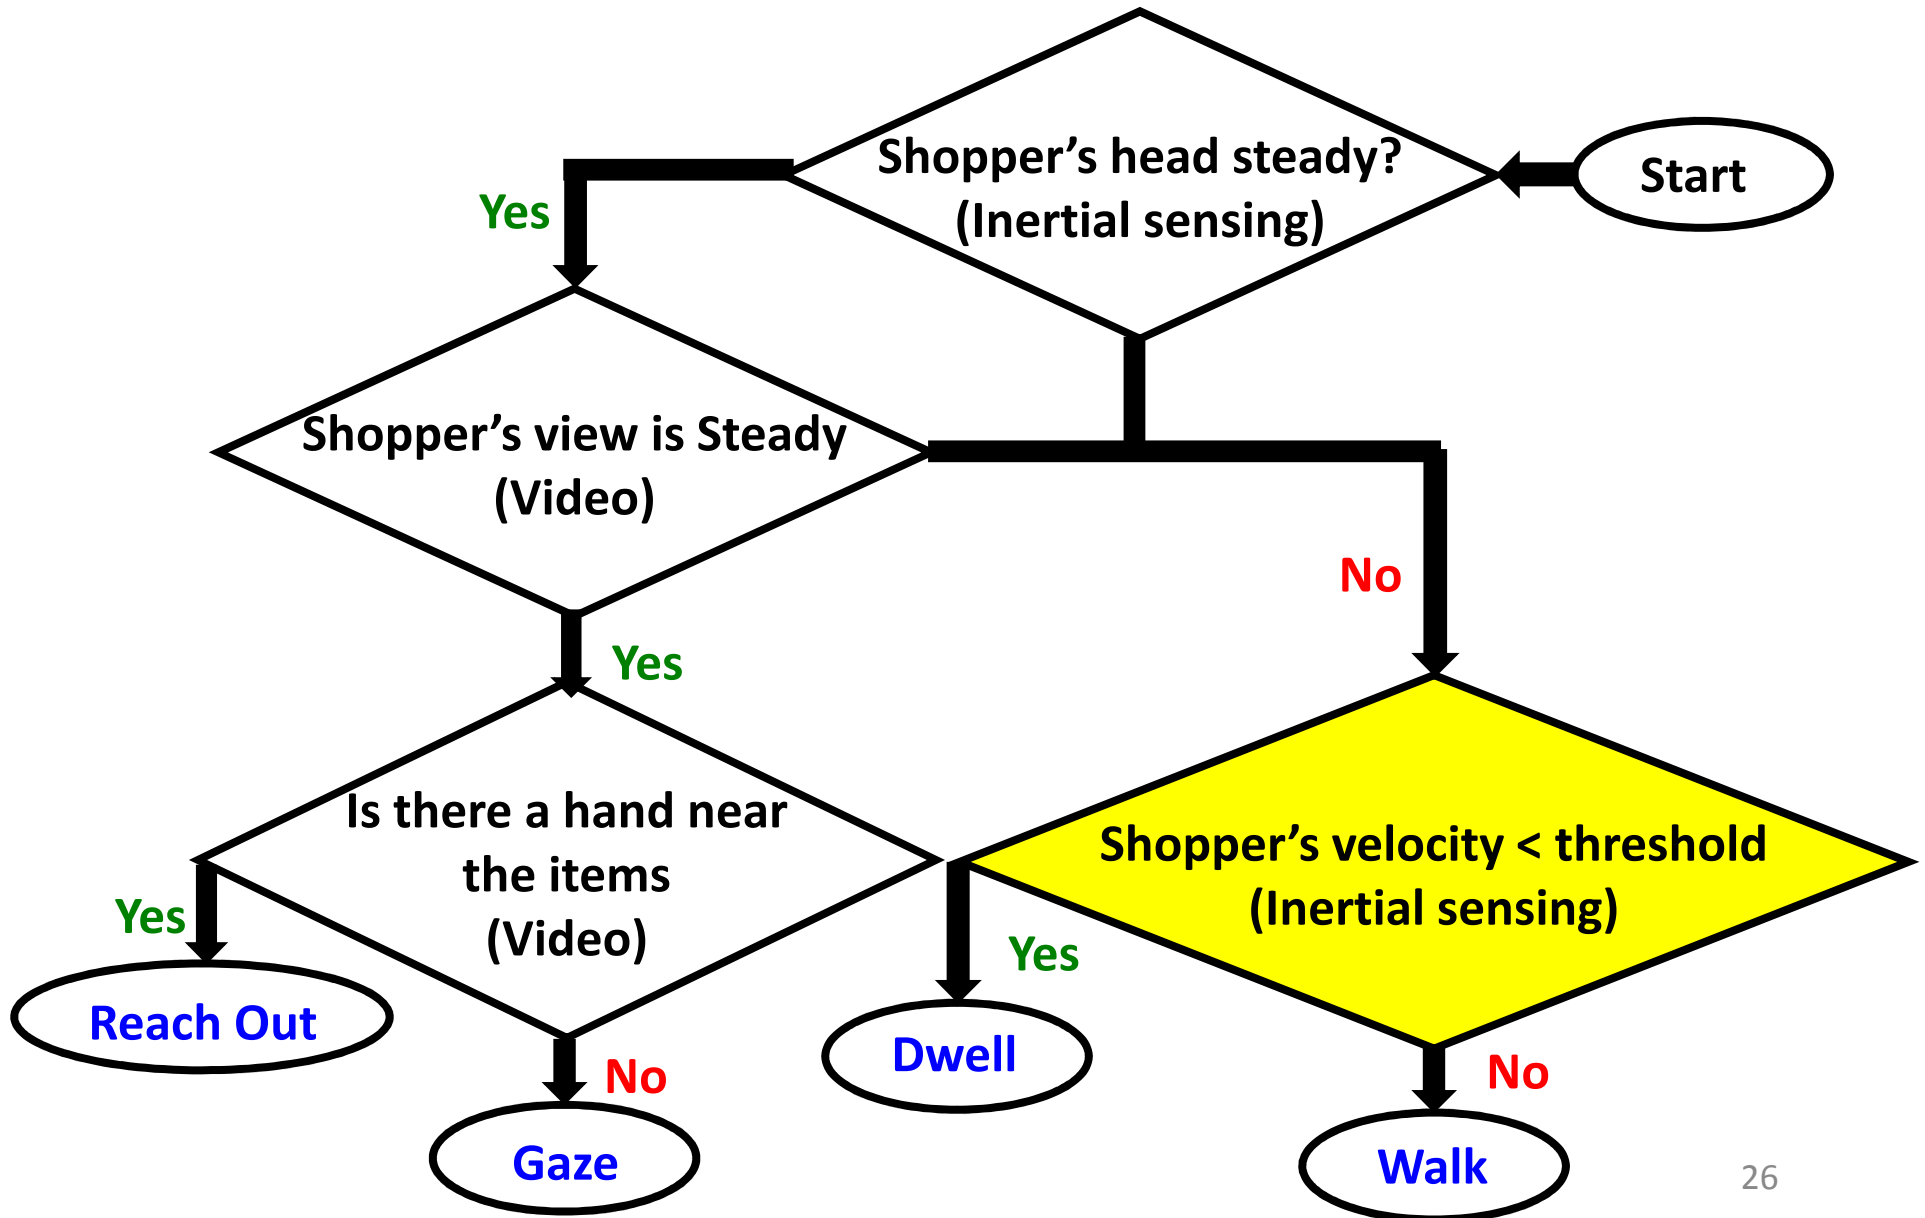 Shopper’s head steady?
(Inertial sensing)
Start
Yes
Shopper’s view is Steady
(Video)
No
Yes
Is there a hand near
the items
(Video)
Shopper’s velocity < threshold
(Inertial sensing)
Yes
Yes
Reach Out
Dwell
No
No
Gaze
Walk
26